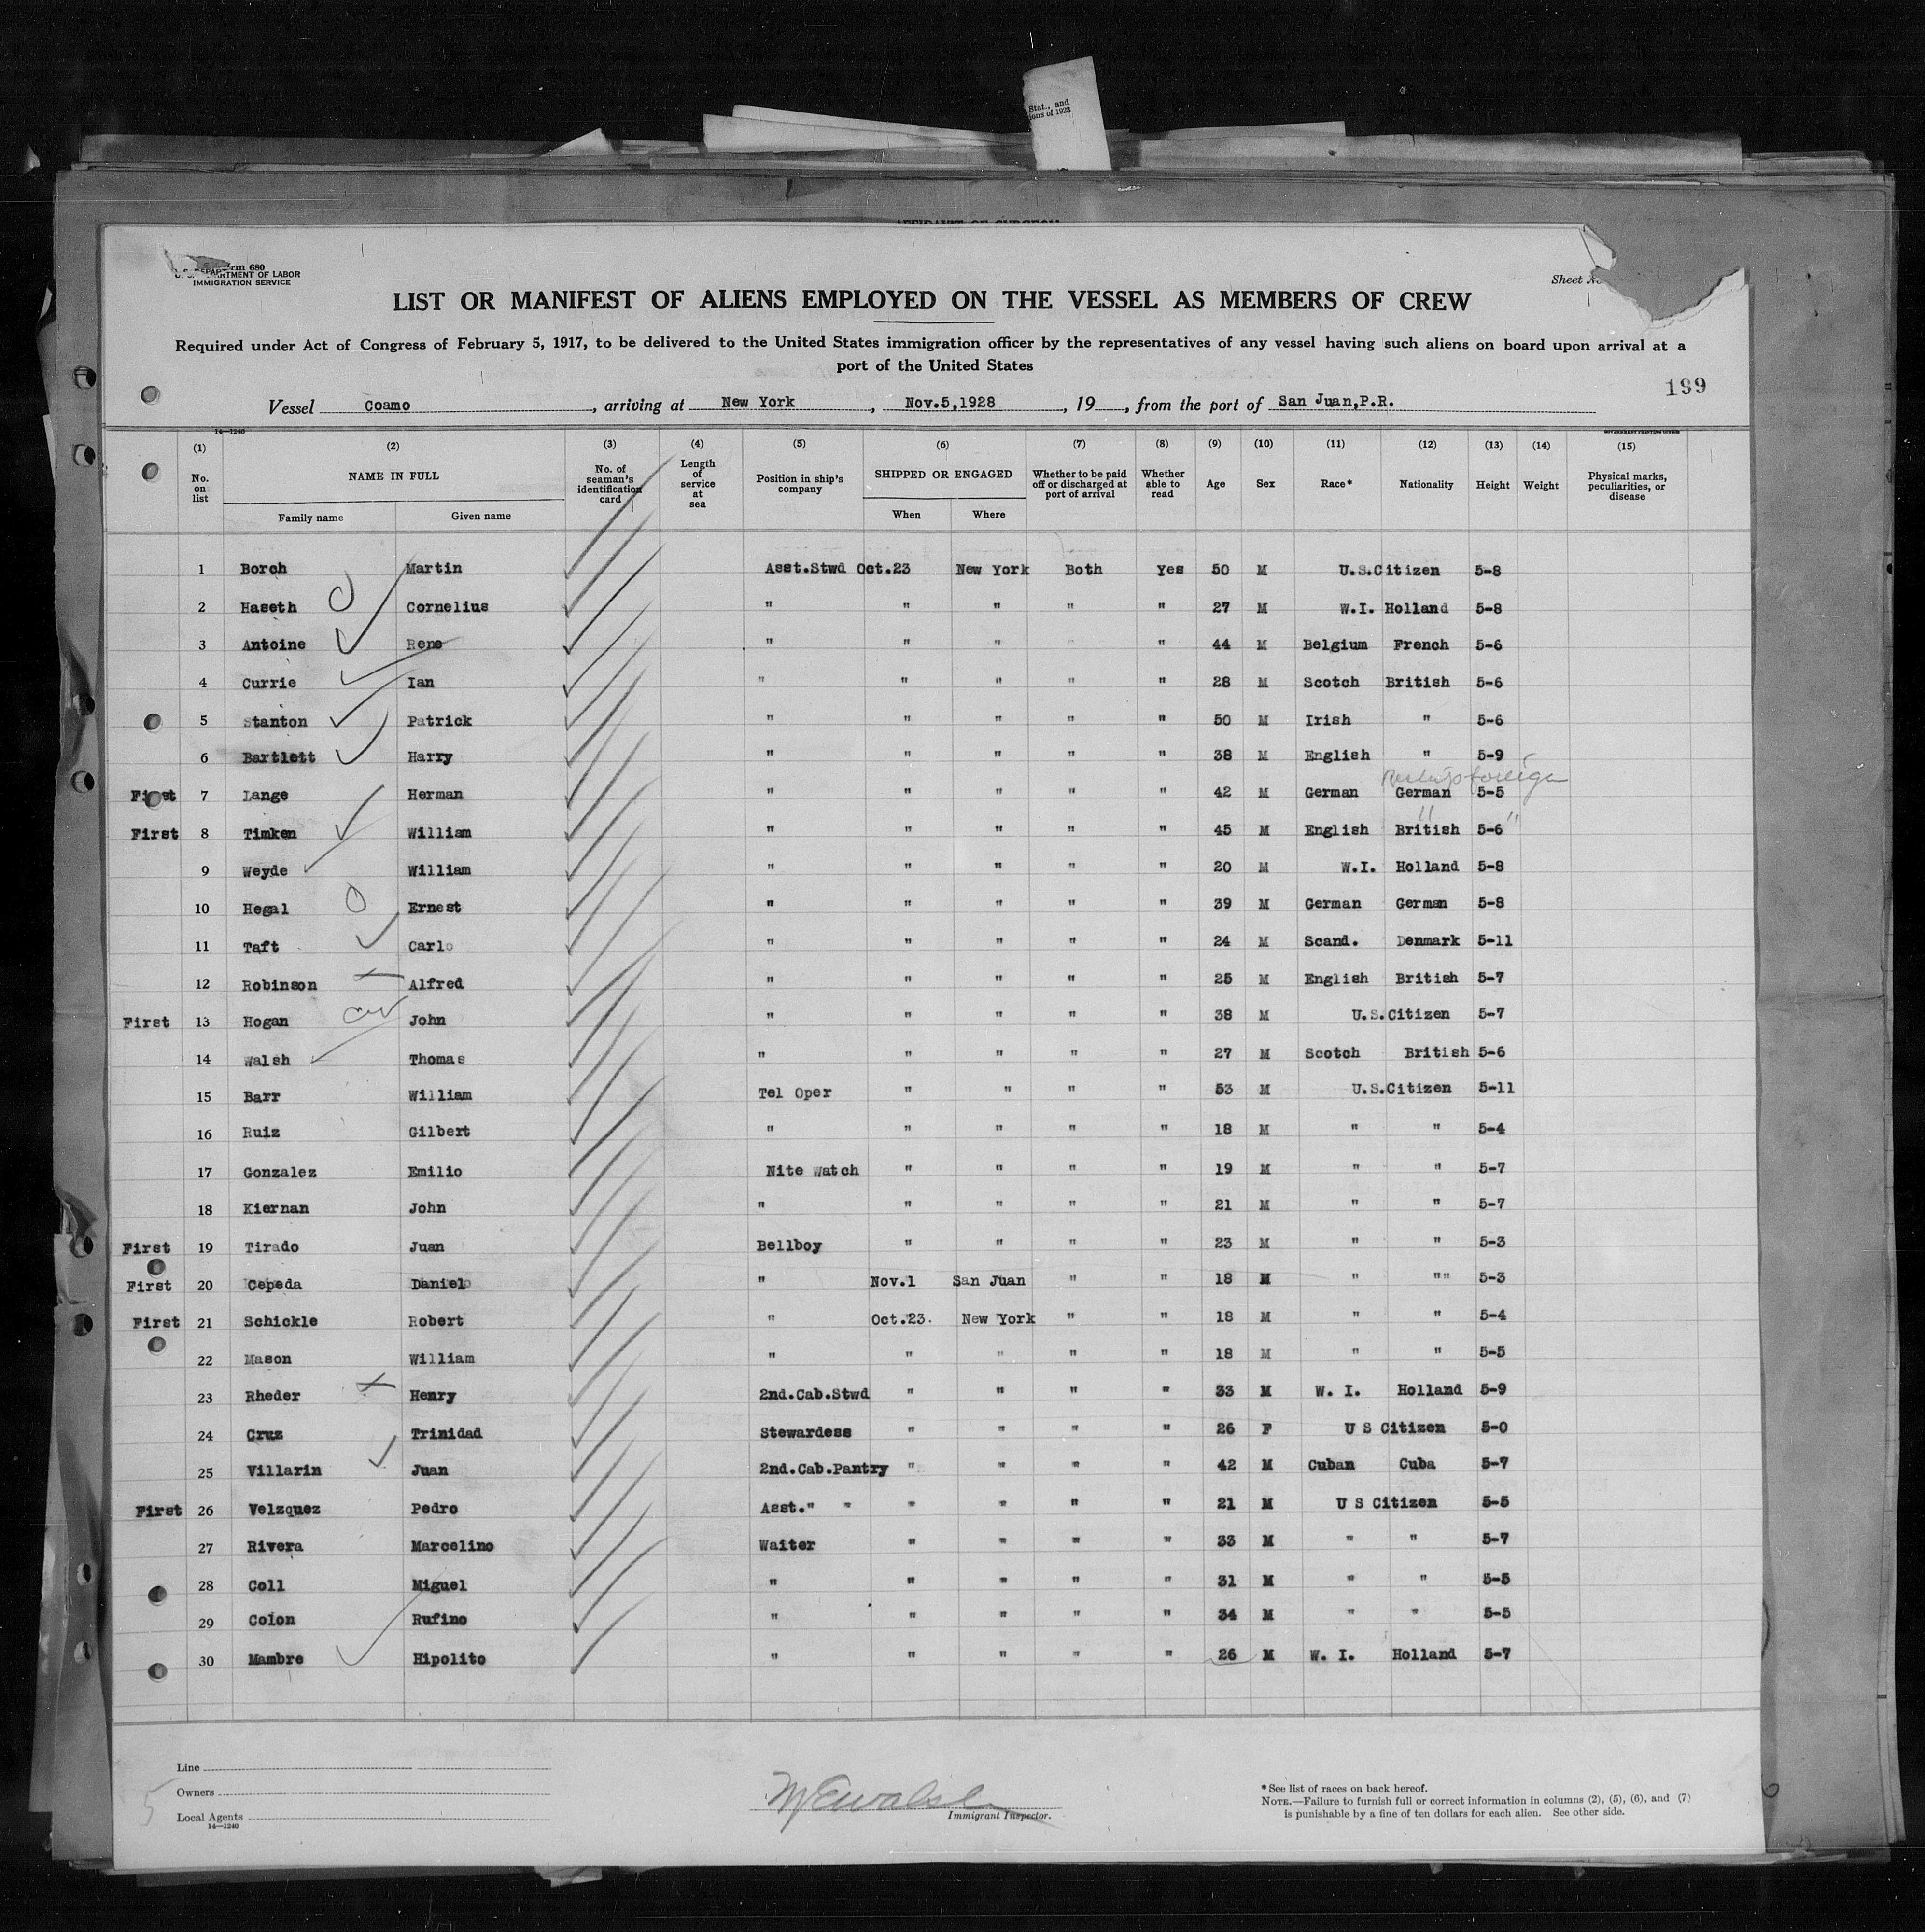 Stat., and
ions of 1923
rm 680
U. S. DEPARTMENT OF LABOR
IMMIGRATION SERVICE
Sheet No
LIST OR MANIFEST OF ALIENS EMPLOYED ON THE VESSEL AS MEMBERS OF CREW
Required under Act of Congress of February 5, 1917, to be delivered to the United States immigration officer by the representatives of any vessel having such aliens on board upon arrival at a
port of the United States
199
Vessel Coamo, arriving at New York, Nov.5,1928, 19, from the port of San Juan,P.R.
14—1240 GOVERNMENT PRINTING OFFICE
(1) (2) (3) (4) (5) (6) (7) (8) (9) (10) (11) (12) (13) (14) (15)
No. on list NAME IN FULL No. of seaman's identification card Length of service at sea Position in ship's company SHIPPED OR ENGAGED Whether to be paid off or discharged at port of arrival Whether able to read Age Sex Race* Nationality Height Weight Physical marks, peculiarities, or disease
Family name Given name When Where
1 Borch Martin Asst.Stwd Oct.23 New York Both Yes 50 M U.S.Citizen 5-8
2 Haseth Cornelius " " " " " 27 M W.I. Holland 5-8
3 Antoine Rene " " " " " 44 M Belgium French 5-6
4 Currie Ian " " " " " 28 M Scotch British 5-6
5 Stanton Patrick " " " " " 50 M Irish " 5-6
6 Bartlett Harry " " " " " 38 M English " 5-9
foreign
First 7 Lange Herman " " " " " 42 M German German 5-5
First 8 Timken William " " " " " 45 M English British 5-6 "
9 Weyde William " " " " " 20 M W.I. Holland 5-8
10 Hegal Ernest " " " " " 39 M German German 5-8
11 Taft Carlo " " " " " 24 M Scand. Denmark 5-11
12 Robinson Alfred " " " " " 25 M English British 5-7
First 13 Hogan John " " " " " 38 M U.S.Citizen 5-7
14 Walsh Thomas " " " " " 27 M Scotch British 5-6
15 Barr William Tel Oper " " " " 53 M U.S.Citizen 5-11
16 Ruiz Gilbert " " " " " 18 M " " 5-4
17 Gonzalez Emilio Nite Watch " " " " 19 M " " 5-7
18 Kiernan John " " " " " 21 M " " 5-7
First 19 Tirado Juan Bellboy " " " " 23 M " " 5-3
First 20 Cepeda Daniel " Nov.1 San Juan " " 18 M " "" 5-3
First 21 Schickle Robert " Oct.23. New York " " 18 M " " 5-4
22 Mason William " " " " " 18 M " " 5-5
23 Rheder Henry 2nd.Cab.Stwd " " " " 33 M W. I. Holland 5-9
24 Cruz Trinidad Stewardess " " " " 26 F U S Citizen 5-0
25 Villarin Juan 2nd.Cab.Pantry " " " " 42 M Cuban Cuba 5-7
First 26 Velzquez Pedro Asst." " " " " " 21 M U S Citizen 5-5
27 Rivera Marcelino Waiter " " " " 33 M " " 5-7
28 Coll Miguel " " " " " 31 M " " 5-5
29 Colon Rufino " " " " " 34 M " " 5-5
30 Mambre Hipolito " " " " " 26 M W. I. Holland 5-7
Line
Owners
Local Agents
14—1240
5
Immigrant Inspector.
*See list of races on back hereof.
NOTE.—Failure to furnish full or correct information in columns (2), (5), (6), and (7)
is punishable by a fine of ten dollars for each alien. See other side.